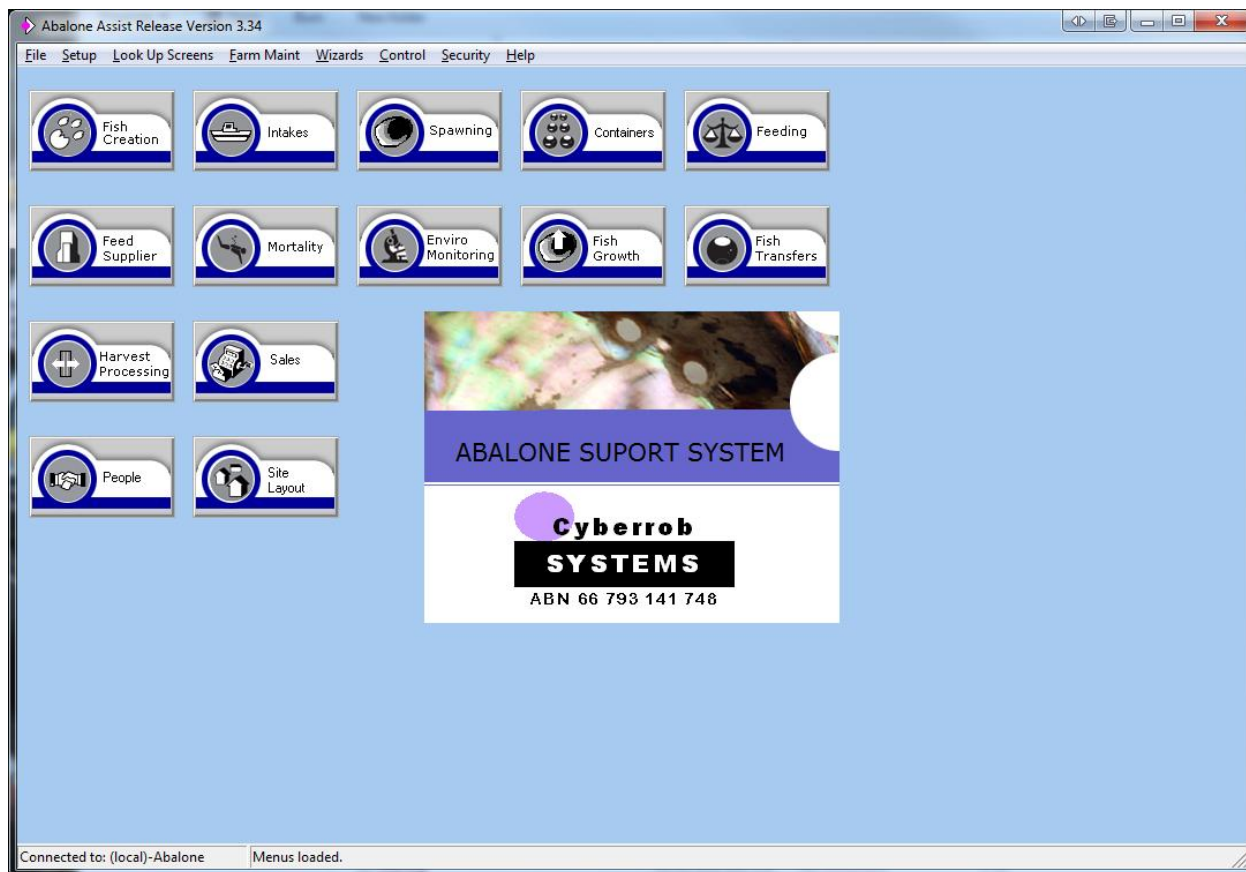 Abalone Assist Release Version 3.34
File Setup Look Up Screens Farm Maint Wizards Control Security Help
Fish
Creation
Intakes
Spawning
Containers
Feeding
Feed
Supplier
Mortality
Enviro
Monitoring
Fish
Growth
Fish
Transfers
Harvest
Processing
Sales
People
Site
Layout
ABALONE SUPORT SYSTEM
Cyberrob
SYSTEMS
ABN 66 793 141 748
Connected to: (local)-Abalone
Menus loaded.